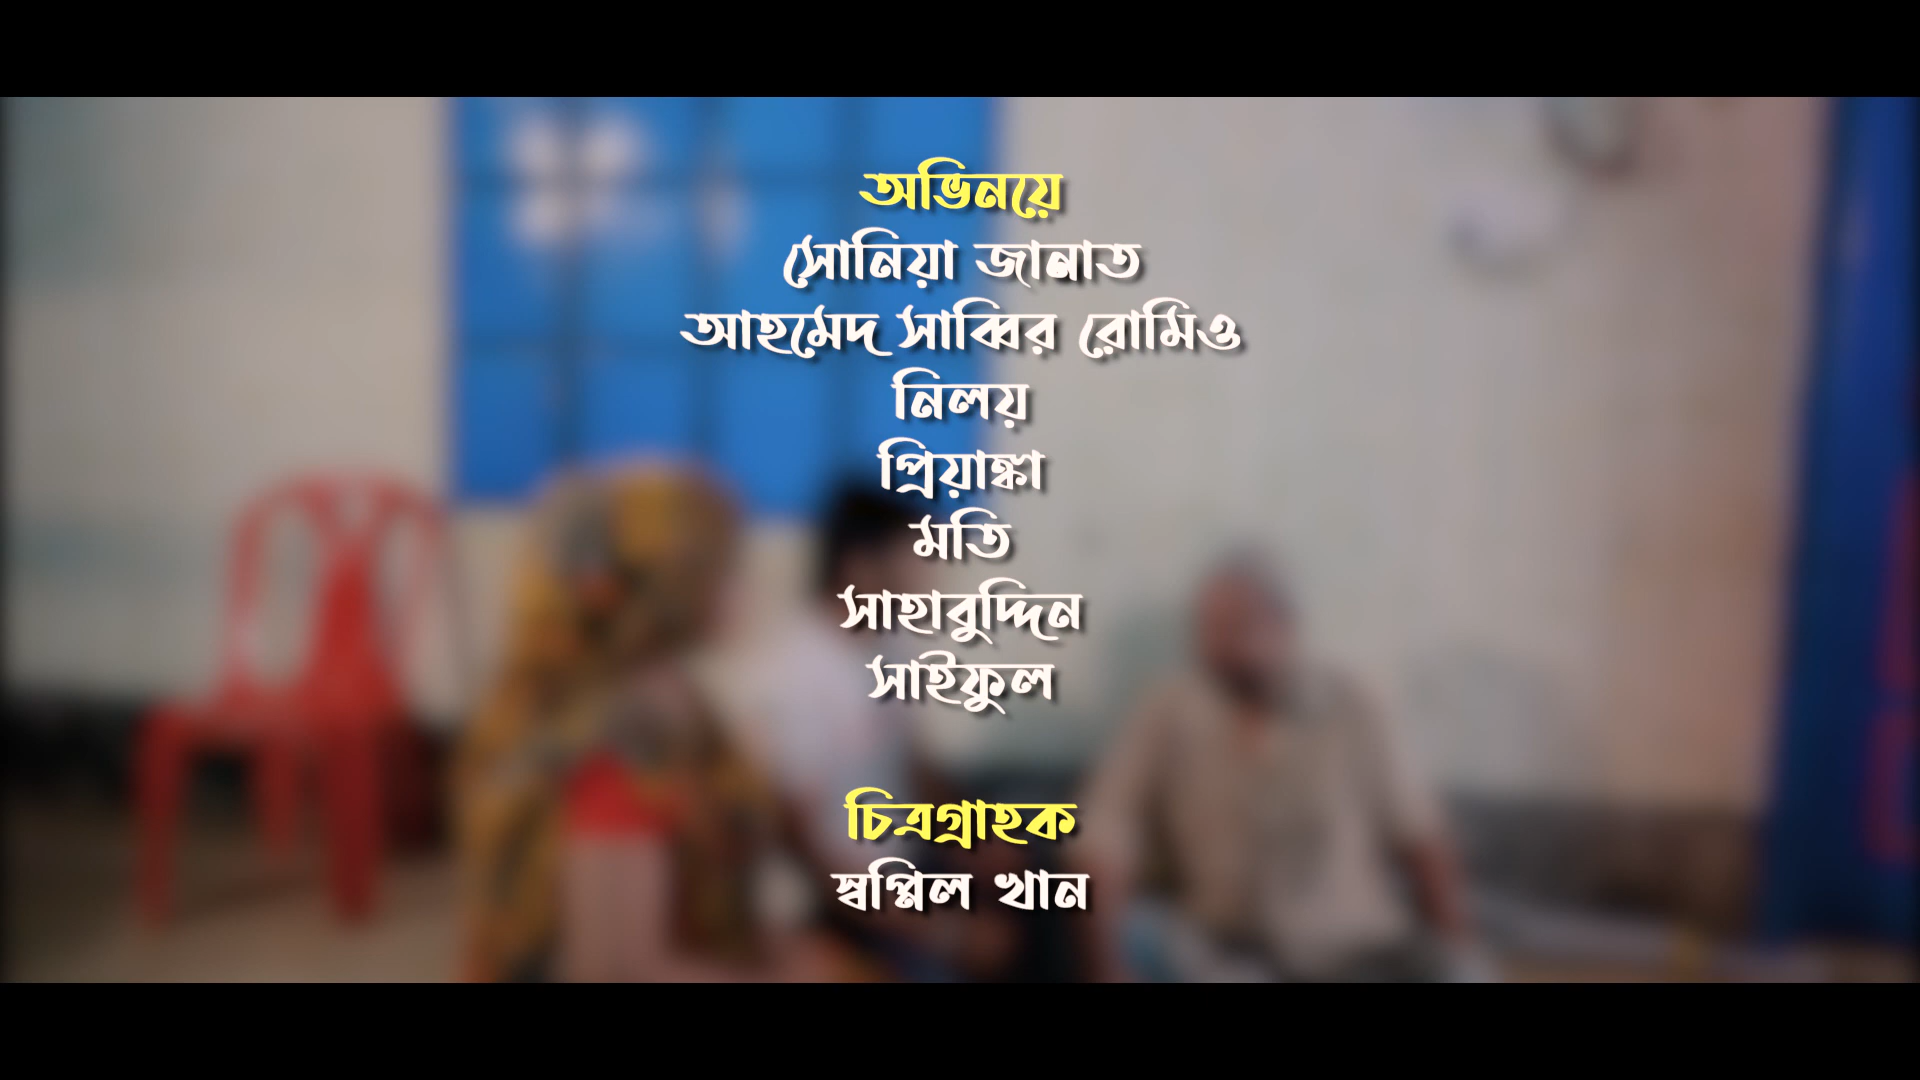 অভিনয়ে
সোনিয়া জান্নাত
আহমেদ সাব্বির রোমিও
নিলয়
প্রিয়াঙ্কা
মতি
সাহাবুদ্দিন
সাইফুল
চিত্রগ্রাহক
স্বপ্নিল খান